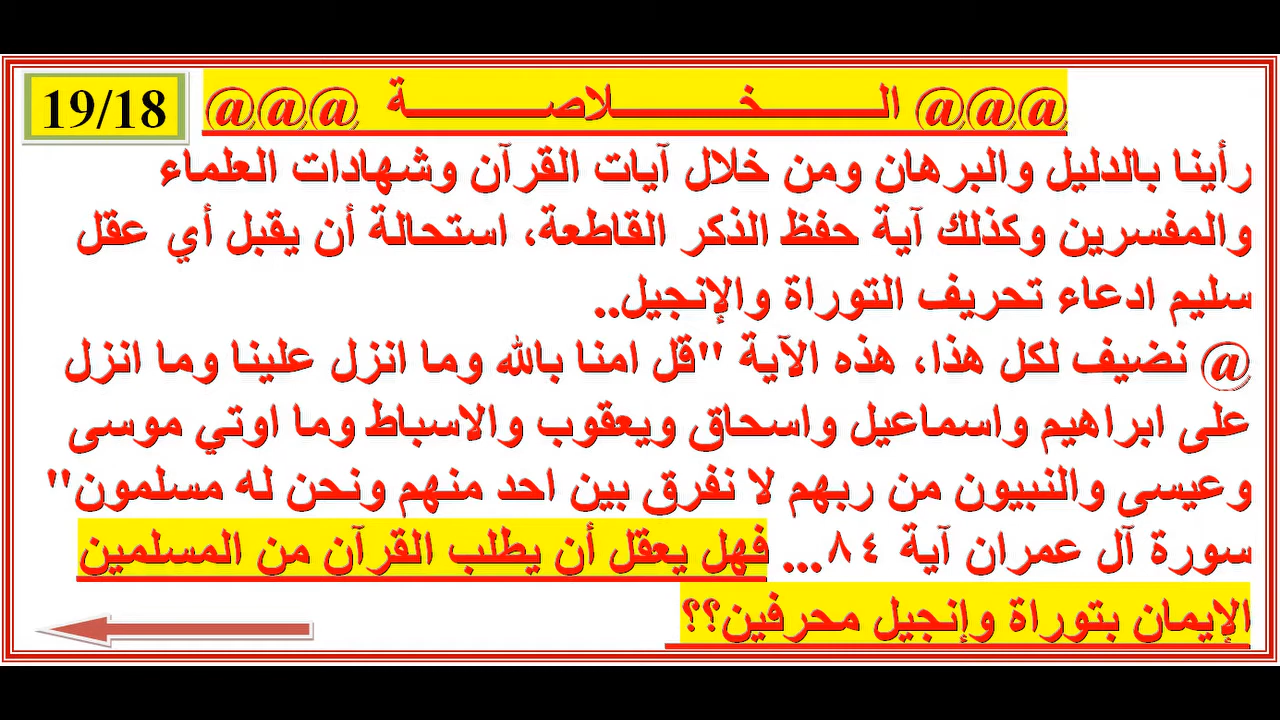 19/18
@@@ الـــــــــخـــــــــلاصـــــــــة @@@
رأينا بالدليل والبرهان ومن خلال آيات القرآن وشهادات العلماء
والمفسرين وكذلك آية حفظ الذكر القاطعة، استحالة أن يقبل أي عقل
سليم ادعاء تحريف التوراة والإنجيل..
@ نضيف لكل هذا، هذه الآية "قل امنا بالله وما انزل علينا وما انزل
على ابراهيم واسماعيل واسحاق ويعقوب والاسباط وما اوتي موسى
وعيسى والنبيون من ربهم لا نفرق بين احد منهم ونحن له مسلمون"
سورة آل عمران آية ٨٤... فهل يعقل أن يطلب القرآن من المسلمين
الإيمان بتوراة وإنجيل محرفين؟؟